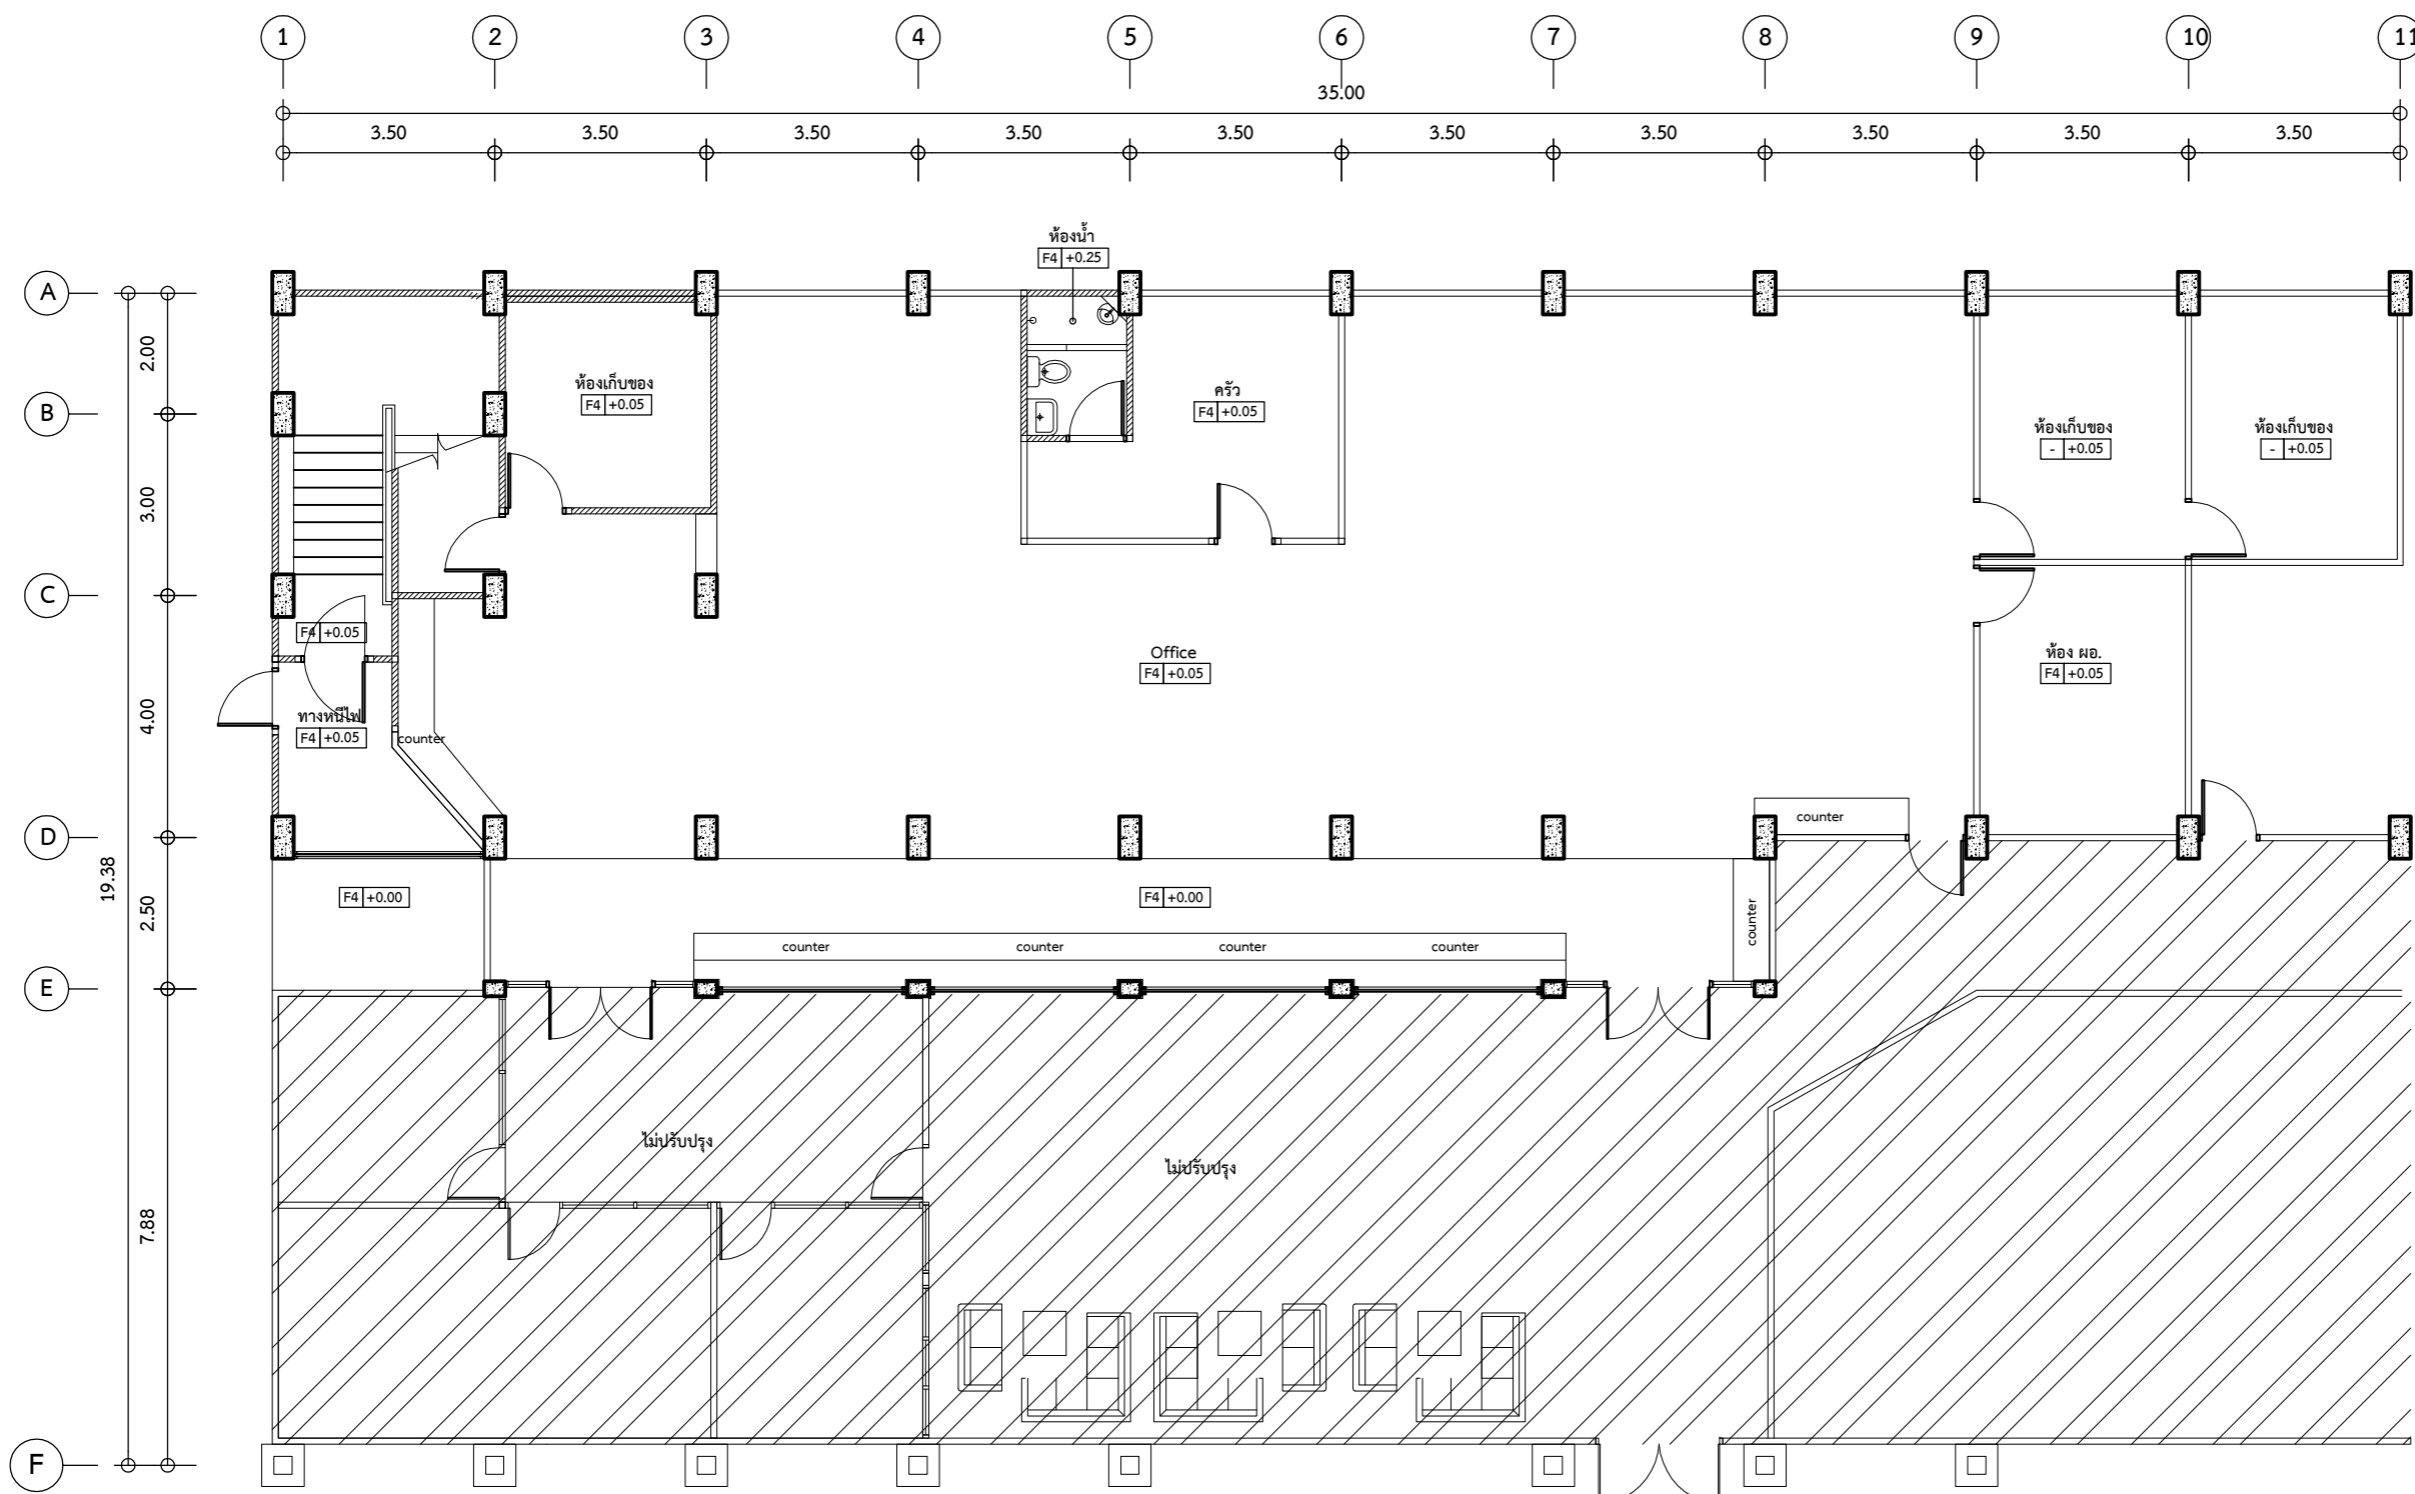 1 2 3 4 5 6 7 8 9 10 11
35.00
3.50 3.50 3.50 3.50 3.50 3.50 3.50 3.50 3.50 3.50
ห้องน้ำ
F4 +0.25
A
2.00
ห้องเก็บของ
F4 +0.05
ครัว
F4 +0.05
B
ห้องเก็บของ
- +0.05
ห้องเก็บของ
- +0.05
3.00
C
F4 +0.05
Office
F4 +0.05
ห้อง ผอ.
F4 +0.05
4.00
ทางหนีไฟ
F4 +0.05
counter
counter
D
19.38
2.50
F4 +0.00
F4 +0.00
counter
counter counter counter counter
E
ไม่ปรับปรุง
ไม่ปรับปรุง
7.88
F